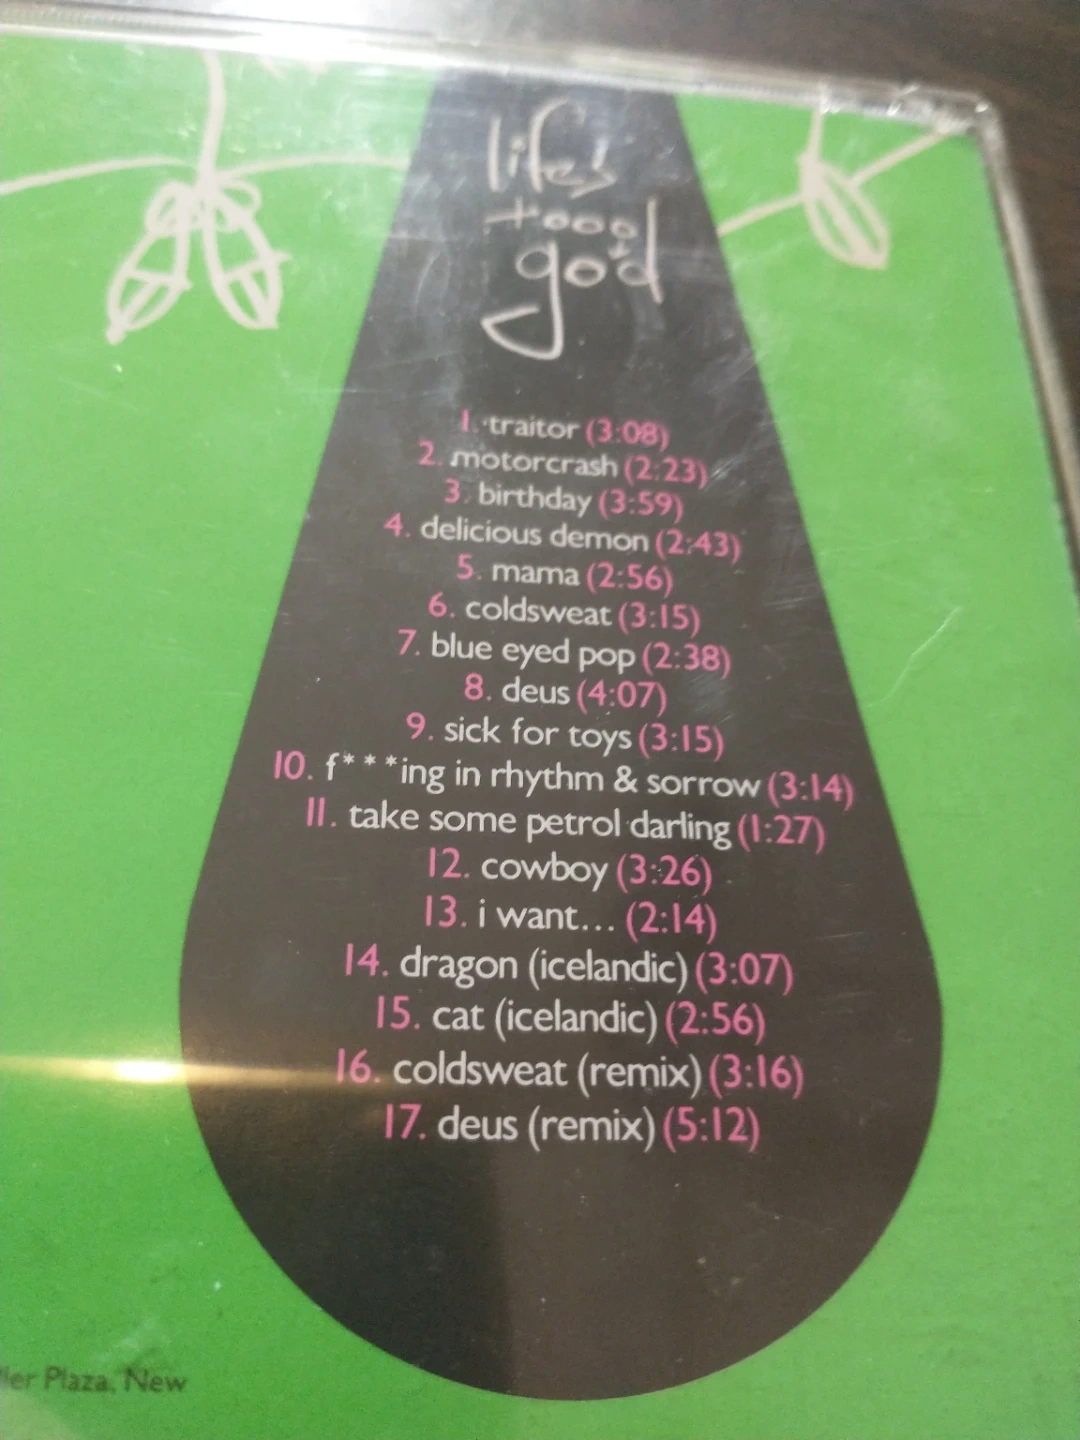 life's
tooo
good
1. traitor (3:08)
2. motorcrash (2:23)
3. birthday (3:59)
4. delicious demon (2:43)
5. mama (2:56)
6. coldsweat (3:15)
7. blue eyed pop (2:38)
8. deus (4:07)
9. sick for toys (3:15)
10. f***ing in rhythm & sorrow (3:14)
11. take some petrol darling (1:27)
12. cowboy (3:26)
13. i want... (2:14)
14. dragon (icelandic) (3:07)
15. cat (icelandic) (2:56)
16. coldsweat (remix) (3:16)
17. deus (remix) (5:12)
Plaza, New